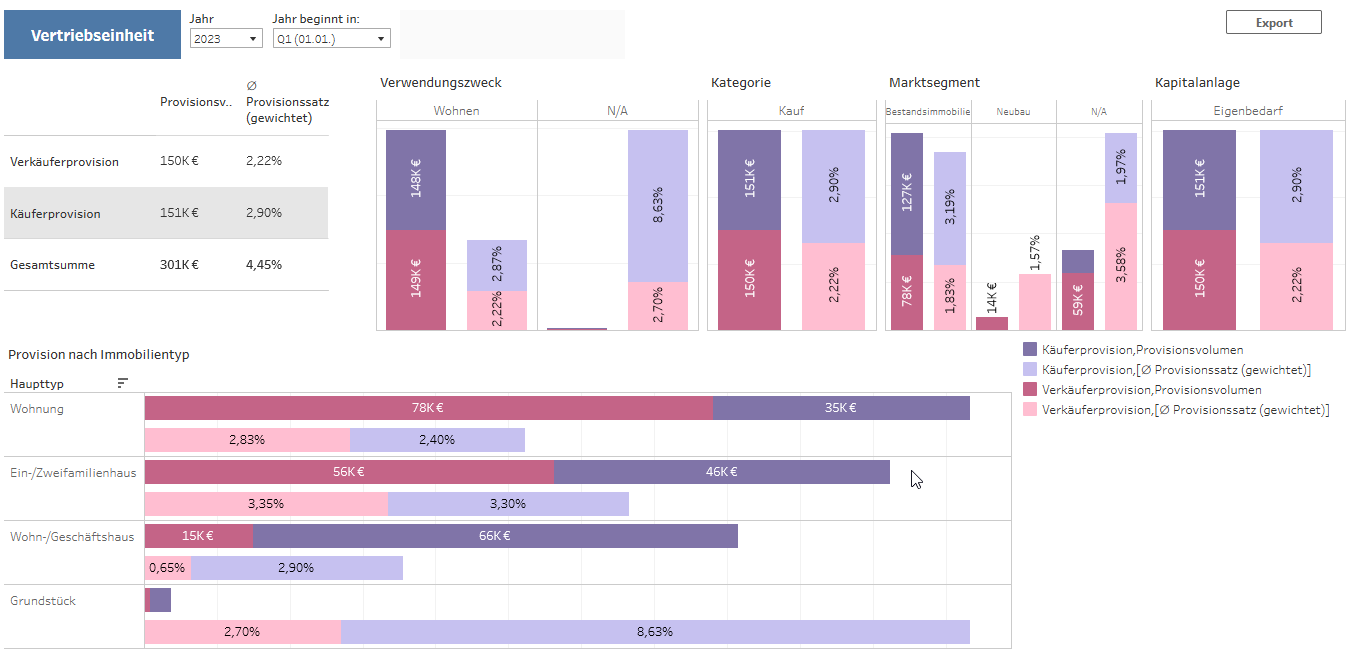 Vertriebseinheit
Jahr
2023
Jahr beginnt in:
Q1 (01.01.)
Export
Provisionsv..
Ø
Provisionssatz
(gewichtet)
Verkäuferprovision 150K € 2,22%
Käuferprovision 151K € 2,90%
Gesamtsumme 301K € 4,45%
Verwendungszweck
Wohnen N/A
148K €
149K €
2,87%
2,22%
8,63%
2,70%
Kategorie
Kauf
151K €
150K €
2,90%
2,22%
Marktsegment
Bestandsimmobilie Neubau N/A
127K €
78K €
3,19%
1,83%
14K €
1,57%
59K €
1,97%
3,58%
Kapitalanlage
Eigenbedarf
151K €
150K €
2,90%
2,22%
Käuferprovision,Provisionsvolumen
Käuferprovision,[Ø Provisionssatz (gewichtet)]
Verkäuferprovision,Provisionsvolumen
Verkäuferprovision,[Ø Provisionssatz (gewichtet)]
Provision nach Immobilientyp
Haupttyp
Wohnung 78K € 35K €
2,83% 2,40%
Ein-/Zweifamilienhaus 56K € 46K €
3,35% 3,30%
Wohn-/Geschäftshaus 15K € 66K €
0,65% 2,90%
Grundstück
2,70% 8,63%